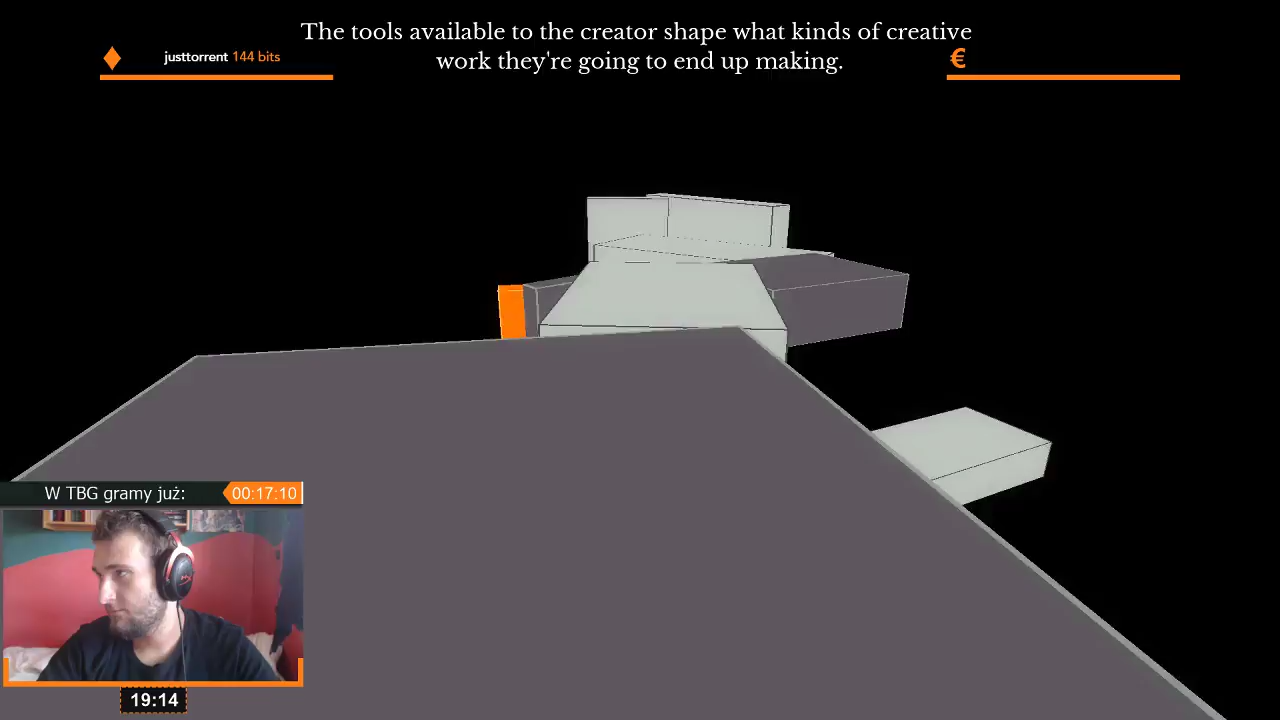 The tools available to the creator shape what kinds of creative
work they're going to end up making.
justtorrent 144 bits
€
W TBG gramy już:
00:17:10
19:14